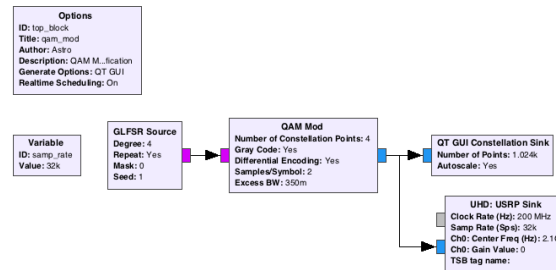 Options
ID: top_block
Title: qam_mod
Author: Astro
Description: QAM M...fication
Generate Options: QT GUI
Realtime Scheduling: On
Variable
ID: samp_rate
Value: 32k
GLFSR Source
Degree: 4
Repeat: Yes
Mask: 0
Seed: 1
QAM Mod
Number of Constellation Points: 4
Gray Code: Yes
Differential Encoding: Yes
Samples/Symbol: 2
Excess BW: 350m
QT GUI Constellation Sink
Number of Points: 1.024k
Autoscale: Yes
UHD: USRP Sink
Clock Rate (Hz): 200 MHz
Samp Rate (Sps): 32k
Ch0: Center Freq (Hz): 2.16
Ch0: Gain Value: 0
TSB tag name: